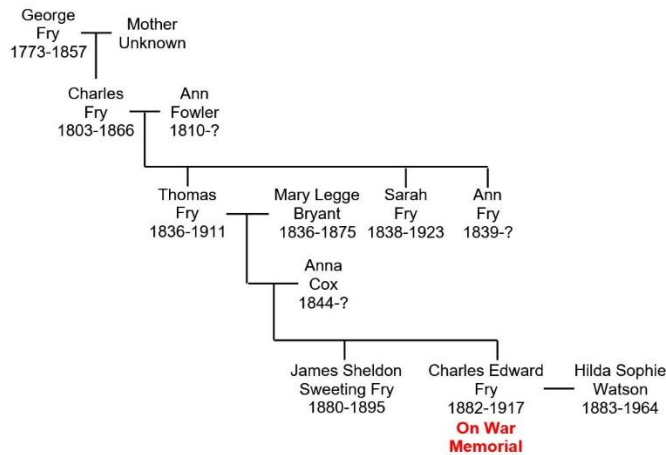 George
Fry
1773-1857
Mother
Unknown
Charles
Fry
1803-1866
Ann
Fowler
1810-?
Thomas
Fry
1836-1911
Mary Legge
Bryant
1836-1875
Sarah
Fry
1838-1923
Ann
Fry
1839-?
Anna
Cox
1844-?
James Sheldon
Sweeting Fry
1880-1895
Charles Edward
Fry
1882-1917
On War
Memorial
Hilda Sophie
Watson
1883-1964